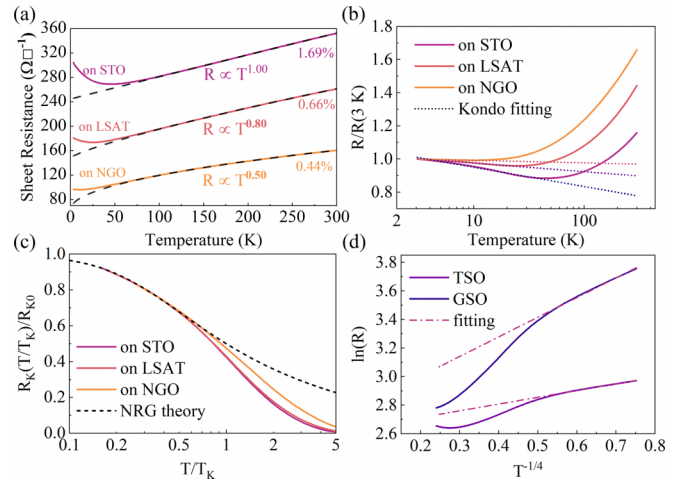 (a)
360
320
280
240
200
160
120
80
0 50 100 150 200 250 300
Sheet Resistance (Ω□⁻¹)
Temperature (K)
on STO
R ∝ T^1.00
1.69%
on LSAT
R ∝ T^0.80
0.66%
on NGO
R ∝ T^0.50
0.44%
(b)
1.8
1.6
1.4
1.2
1.0
0.8
2 10 100
R/R(3 K)
Temperature (K)
on STO
on LSAT
on NGO
Kondo fitting
(c)
1.0
0.8
0.6
0.4
0.2
0.0
0.1 0.2 0.5 1 2 5
R_K(T/T_K)/R_K0
T/T_K
on STO
on LSAT
on NGO
NRG theory
(d)
3.8
3.6
3.4
3.2
3.0
2.8
2.6
0.2 0.3 0.4 0.5 0.6 0.7 0.8
ln(R)
T^-1/4
TSO
GSO
fitting